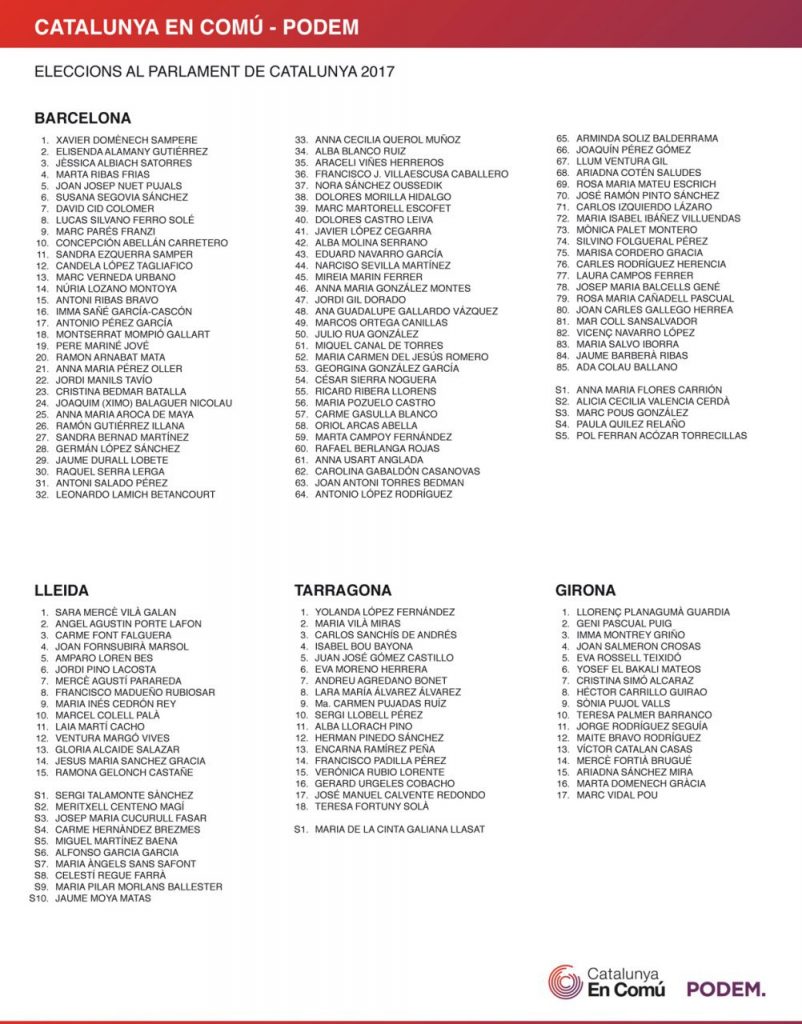 CATALUNYA EN COMÚ - PODEM
ELECCIONS AL PARLAMENT DE CATALUNYA 2017
BARCELONA
1. XAVIER DOMÈNECH SAMPERE
2. ELISENDA ALAMANY GUTIÉRREZ
3. JÈSSICA ALBIACH SATORRES
4. MARTA RIBAS FRIAS
5. JOAN JOSEP NUET PUJALS
6. SUSANA SEGOVIA SÁNCHEZ
7. DAVID CID COLOMER
8. LUCAS SILVANO FERRO SOLÉ
9. MARC PARÉS FRANZI
10. CONCEPCIÓN ABELLÁN CARRETERO
11. SANDRA EZQUERRA SAMPER
12. CANDELA LÓPEZ TAGLIAFICO
13. MARC VERNEDA URBANO
14. NÚRIA LOZANO MONTOYA
15. ANTONI RIBAS BRAVO
16. IMMA SAÑÉ GARCÍA-CASCÓN
17. ANTONIO PÉREZ GARCÍA
18. MONTSERRAT MOMPIÓ GALLART
19. PERE MARINÉ JOVÉ
20. RAMON ARNABAT MATA
21. ANNA MARIA PÉREZ OLLER
22. JORDI MANILS TAVÍO
23. CRISTINA BEDMAR BATALLA
24. JOAQUIM (XIMO) BALAGUER NICOLAU
25. ANNA MARIA AROCA DE MAYA
26. RAMÓN GUTIÉRREZ ILLANA
27. SANDRA BERNAD MARTÍNEZ
28. GERMÁN LÓPEZ SÁNCHEZ
29. JAUME DURALL LOBETE
30. RAQUEL SERRA LERGA
31. ANTONI SALADO PÉREZ
32. LEONARDO LAMICH BETANCOURT
33. ANNA CECILIA QUEROL MUÑOZ
34. ALBA BLANCO RUIZ
35. ARACELI VIÑES HERREROS
36. FRANCISCO J. VILLAESCUSA CABALLERO
37. NORA SÁNCHEZ OUSSEDIK
38. DOLORES MORILLA HIDALGO
39. MARC MARTORELL ESCOFET
40. DOLORES CASTRO LEIVA
41. JAVIER LÓPEZ CEGARRA
42. ALBA MOLINA SERRANO
43. EDUARD NAVARRO GARCÍA
44. NARCISO SEVILLA MARTÍNEZ
45. MIREIA MARIN FERRER
46. ANNA MARIA GONZÁLEZ MONTES
47. JORDI GIL DORADO
48. ANA GUADALUPE GALLARDO VÁZQUEZ
49. MARCOS ORTEGA CANILLAS
50. JULIO RUA GONZÁLEZ
51. MIQUEL CANAL DE TORRES
52. MARIA CARMEN DEL JESÚS ROMERO
53. GEORGINA GONZÁLEZ GARCÍA
54. CÉSAR SIERRA NOGUERA
55. RICARD RIBERA LLORENS
56. MARIA POZUELO CASTRO
57. CARME GASULLA BLANCO
58. ORIOL ARCAS ABELLA
59. MARTA CAMPOY FERNÁNDEZ
60. RAFAEL BERLANGA ROJAS
61. ANNA USART ANGLADA
62. CAROLINA GABALDÓN CASANOVAS
63. JOAN ANTONI TORRES BEDMAN
64. ANTONIO LÓPEZ RODRÍGUEZ
65. ARMINDA SOLIZ BALDERRAMA
66. JOAQUÍN PÉREZ GÓMEZ
67. LLUM VENTURA GIL
68. ARIADNA COTÉN SALUDES
69. ROSA MARIA MATEU ESCRICH
70. JOSÉ RAMÓN PINTO SÁNCHEZ
71. CARLOS IZQUIERDO LÁZARO
72. MARIA ISABEL IBÁÑEZ VILLUENDAS
73. MÒNICA PALET MONTERO
74. SILVINO FOLGUERAL PÉREZ
75. MARISA CORDERO GRACIA
76. CARLES RODRÍGUEZ HERENCIA
77. LAURA CAMPOS FERRER
78. JOSEP MARIA BALCELLS GENÉ
79. ROSA MARIA CAÑADELL PASCUAL
80. JOAN CARLES GALLEGO HERREA
81. MAR COLL SANSALVADOR
82. VICENÇ NAVARRO LÓPEZ
83. MARIA SALVO IBORRA
84. JAUME BARBERÀ RIBAS
85. ADA COLAU BALLANO
S1. ANNA MARIA FLORES CARRIÓN
S2. ALICIA CECILIA VALENCIA CERDÀ
S3. MARC POUS GONZÁLEZ
S4. PAULA QUILEZ RELAÑO
S5. POL FERRAN ACÓZAR TORRECILLAS
LLEIDA
1. SARA MERCÈ VILÀ GALAN
2. ANGEL AGUSTIN PORTE LAFON
3. CARME FONT FALGUERA
4. JOAN FORNSUBIRÀ MARSOL
5. AMPARO LOREN BES
6. JORDI PINO LACOSTA
7. MERCÈ AGUSTÍ PARAREDA
8. FRANCISCO MADUEÑO RUBIOSAR
9. MARIA INÉS CEDRÓN REY
10. MARCEL COLELL PALÀ
11. LAIA MARTÍ CACHO
12. VENTURA MARGÓ VIVES
13. GLORIA ALCAIDE SALAZAR
14. JESUS MARIA SANCHEZ GRACIA
15. RAMONA GELONCH CASTAÑE
S1. SERGI TALAMONTE SÀNCHEZ
S2. MERITXELL CENTENO MAGÍ
S3. JOSEP MARIA CUCURULL FASAR
S4. CARME HERNÀNDEZ BREZMES
S5. MIGUEL MARTÍNEZ BAENA
S6. ALFONSO GARCIA GARCIA
S7. MARIA ÀNGELS SANS SAFONT
S8. CELESTÍ REGUE FARRÀ
S9. MARIA PILAR MORLANS BALLESTER
S10. JAUME MOYA MATAS
TARRAGONA
1. YOLANDA LÓPEZ FERNÁNDEZ
2. MARIA VILÀ MIRAS
3. CARLOS SANCHÍS DE ANDRÉS
4. ISABEL BOU BAYONA
5. JUAN JOSÉ GÓMEZ CASTILLO
6. EVA MORENO HERRERA
7. ANDREU AGREDANO BONET
8. LARA MARÍA ÁLVAREZ ÁLVAREZ
9. Ma. CARMEN PUJADAS RUÍZ
10. SERGI LLOBELL PÉREZ
11. ALBA LLORACH PINO
12. HERMAN PINEDO SÁNCHEZ
13. ENCARNA RAMÍREZ PEÑA
14. FRANCISCO PADILLA PÉREZ
15. VERÓNICA RUBIO LORENTE
16. GERARD URGELES COBACHO
17. JOSÉ MANUEL CALVENTE REDONDO
18. TERESA FORTUNY SOLÀ
S1. MARIA DE LA CINTA GALIANA LLASAT
GIRONA
1. LLORENÇ PLANAGUMÀ GUARDIA
2. GENI PASCUAL PUIG
3. IMMA MONTREY GRIÑO
4. JOAN SALMERON CROSAS
5. EVA ROSSELL TEIXIDÓ
6. YOSEF EL BAKALI MATEOS
7. CRISTINA SIMÓ ALCARAZ
8. HÉCTOR CARRILLO GUIRAO
9. SÒNIA PUJOL VALLS
10. TERESA PALMER BARRANCO
11. JORGE RODRÍGUEZ SEGUÍA
12. MAITE BRAVO RODRÍGUEZ
13. VÍCTOR CATALAN CASAS
14. MERCÈ FORTIÀ BRUGUÉ
15. ARIADNA SÁNCHEZ MIRA
16. MARTA DOMENECH GRÀCIA
17. MARC VIDAL POU
Catalunya
En Comú
PODEM.